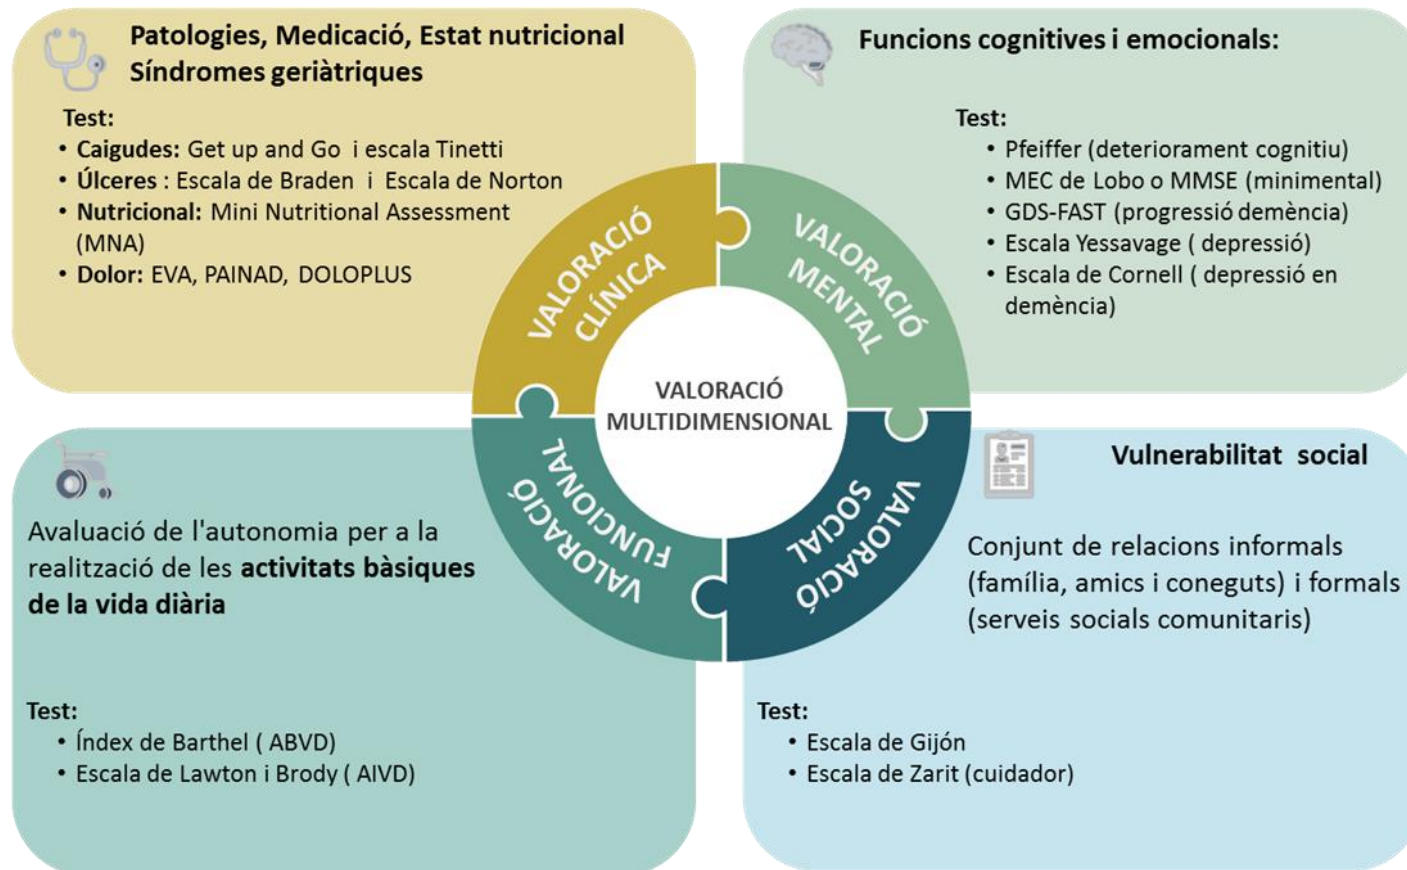 Patologies, Medicació, Estat nutricional
Síndromes geriàtriques
Test:
• Caigudes: Get up and Go i escala Tinetti
• Úlceres : Escala de Braden i Escala de Norton
• Nutricional: Mini Nutritional Assessment
(MNA)
• Dolor: EVA, PAINAD, DOLOPLUS
Funcions cognitives i emocionals:
Test:
• Pfeiffer (deteriorament cognitiu)
• MEC de Lobo o MMSE (minimental)
• GDS-FAST (progressió demència)
• Escala Yessavage ( depressió)
• Escala de Cornell ( depressió en
demència)
VALORACIÓ
CLÍNICA
VALORACIÓ
MENTAL
VALORACIÓ
MULTIDIMENSIONAL
VALORACIÓ
FUNCIONAL
VALORACIÓ
SOCIAL
Avaluació de l'autonomia per a la
realització de les activitats bàsiques
de la vida diària
Test:
• Índex de Barthel ( ABVD)
• Escala de Lawton i Brody ( AIVD)
Vulnerabilitat social
Conjunt de relacions informals
(família, amics i coneguts) i formals
(serveis socials comunitaris)
Test:
• Escala de Gijón
• Escala de Zarit (cuidador)